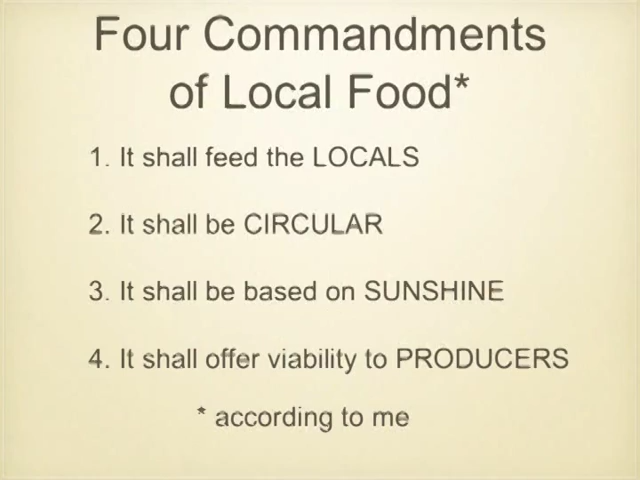 Four Commandments
of Local Food*
1. It shall feed the LOCALS
2. It shall be CIRCULAR
3. It shall be based on SUNSHINE
4. It shall offer viability to PRODUCERS
* according to me